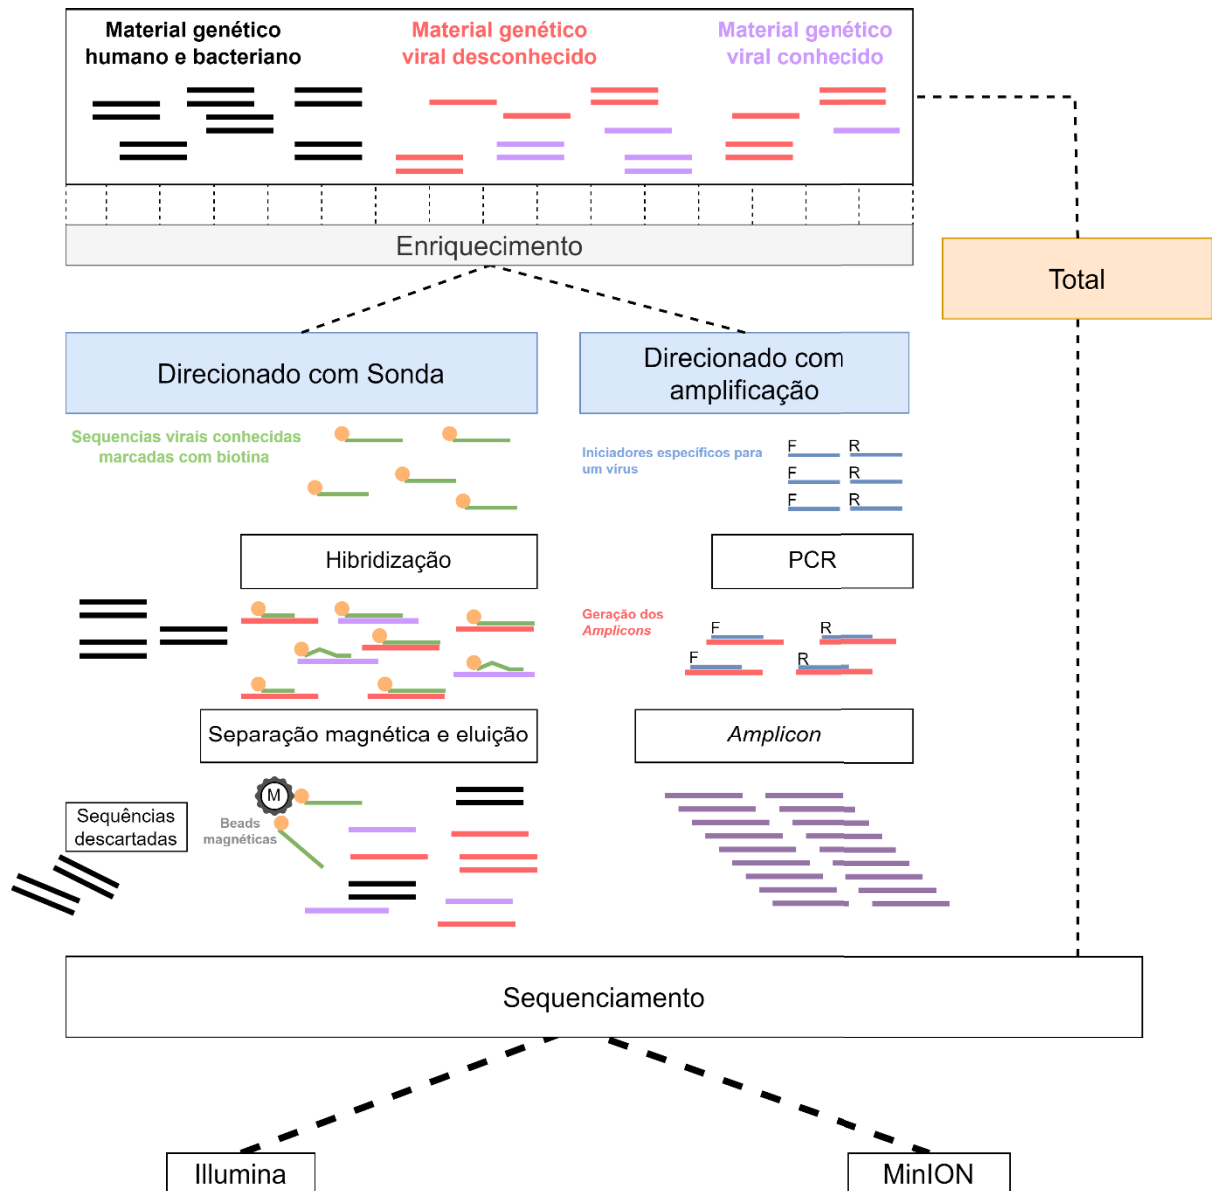 Material genético
humano e bacteriano
Material genético
viral desconhecido
Material genético
viral conhecido
Enriquecimento
Total
Direcionado com Sonda
Direcionado com
amplificação
Sequencias virais conhecidas
marcadas com biotina
Iniciadores específicos para
um vírus
F R
F R
F R
Hibridização
PCR
Geração dos
Amplicons
F R
F R
Separação magnética e eluição
Amplicon
Sequências
descartadas
M
Beads
magnéticas
Sequenciamento
Illumina
MinION